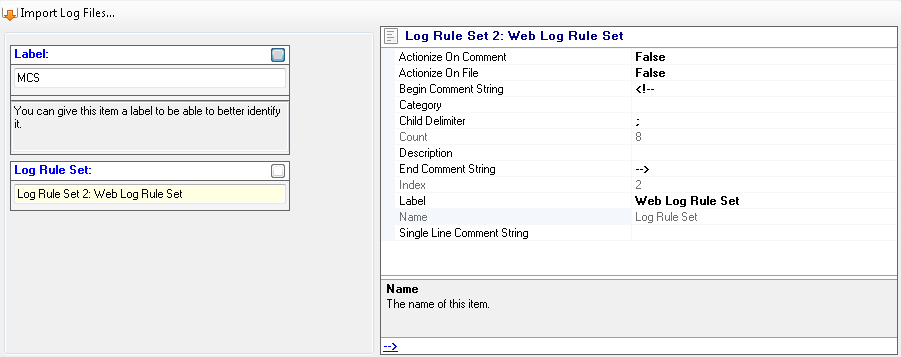 Import Log Files...
Label:
MCS
You can give this item a label to be able to better identify
it.
Log Rule Set:
Log Rule Set 2: Web Log Rule Set
Log Rule Set 2: Web Log Rule Set
Actionize On Comment False
Actionize On File False
Begin Comment String <!--
Category
Child Delimiter ;
Count 8
Description
End Comment String -->
Index 2
Label Web Log Rule Set
Name Log Rule Set
Single Line Comment String
Name
The name of this item.
-->